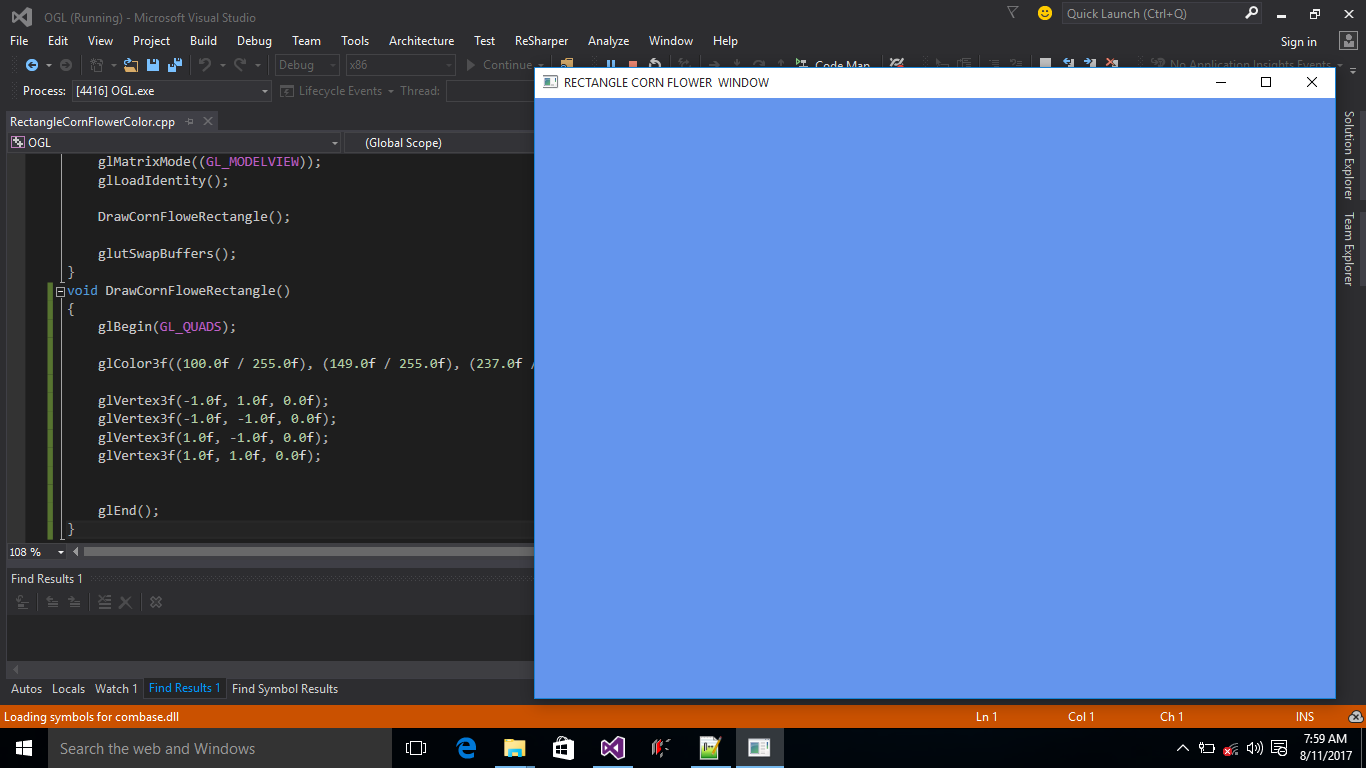 OGL (Running) - Microsoft Visual Studio
Quick Launch (Ctrl+Q)
File Edit View Project Build Debug Team Tools Architecture Test ReSharper Analyze Window Help
Sign in
Debug x86 Continue Code Map No Application Insights Events
Process: [4416] OGL.exe Lifecycle Events Thread:
RECTANGLE CORN FLOWER WINDOW
RectangleCornFlowerColor.cpp
OGL (Global Scope)
glMatrixMode((GL_MODELVIEW));
glLoadIdentity();
DrawCornFloweRectangle();
glutSwapBuffers();
}
void DrawCornFloweRectangle()
{
glBegin(GL_QUADS);
glColor3f((100.0f / 255.0f), (149.0f / 255.0f), (237.0f /
glVertex3f(-1.0f, 1.0f, 0.0f);
glVertex3f(-1.0f, -1.0f, 0.0f);
glVertex3f(1.0f, -1.0f, 0.0f);
glVertex3f(1.0f, 1.0f, 0.0f);
glEnd();
}
108 %
Find Results 1
Autos Locals Watch 1 Find Results 1 Find Symbol Results
Solution Explorer
Team Explorer
Loading symbols for combase.dll Ln 1 Col 1 Ch 1 INS
Search the web and Windows
7:59 AM
8/11/2017